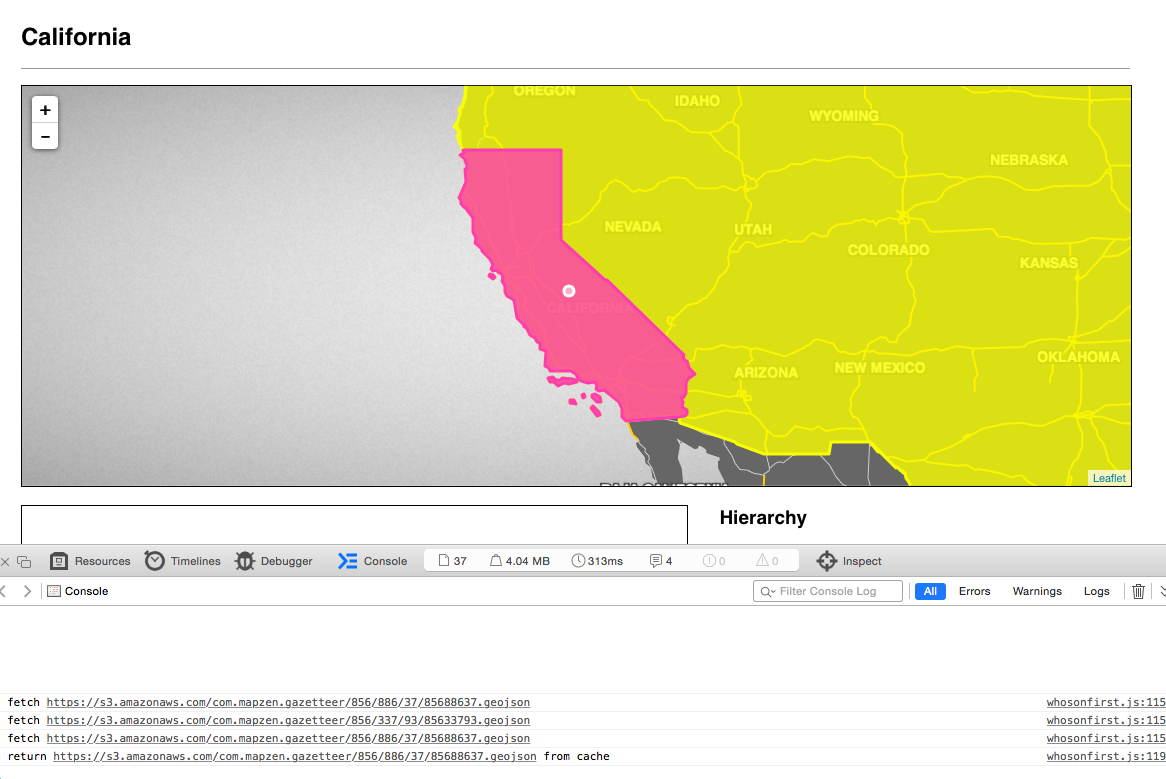 California
+
−
OREGON
IDAHO
WYOMING
NEBRASKA
NEVADA
UTAH
COLORADO
KANSAS
CALIFORNIA
OKLAHOMA
ARIZONA
NEW MEXICO
Leaflet
Hierarchy
Resources Timelines Debugger Console 37 4.04 MB 313ms 4 0 0 Inspect
Console Filter Console Log All Errors Warnings Logs
fetch https://s3.amazonaws.com/com.mapzen.gazetteer/856/886/37/85688637.geojson whosonfirst.js:115
fetch https://s3.amazonaws.com/com.mapzen.gazetteer/856/337/93/85633793.geojson whosonfirst.js:115
fetch https://s3.amazonaws.com/com.mapzen.gazetteer/856/886/37/85688637.geojson whosonfirst.js:115
return https://s3.amazonaws.com/com.mapzen.gazetteer/856/886/37/85688637.geojson from cache whosonfirst.js:119